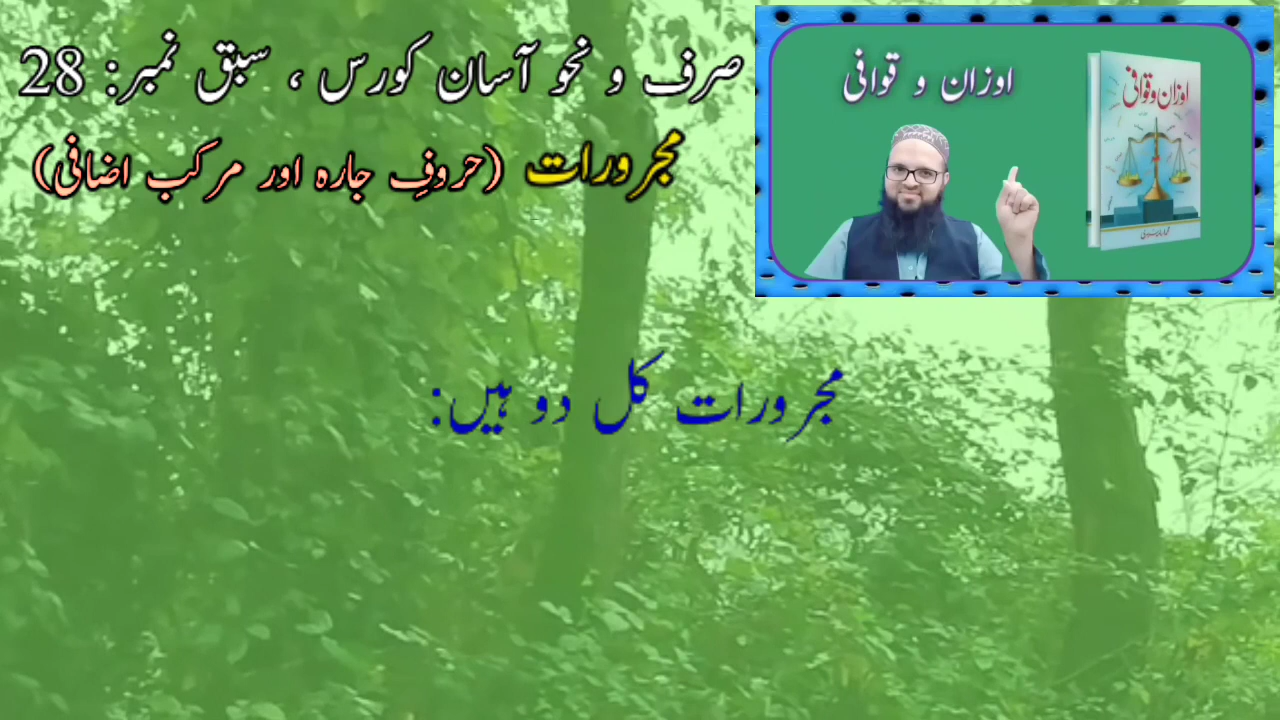 صرف و نحو آسان کورس ، سبق نمبر: 28
مجرورات (حروفِ جارہ اور مرکب اضافی)
اوزان و قوافی
اوزان و قوافی
مجرورات کل دو ہیں: